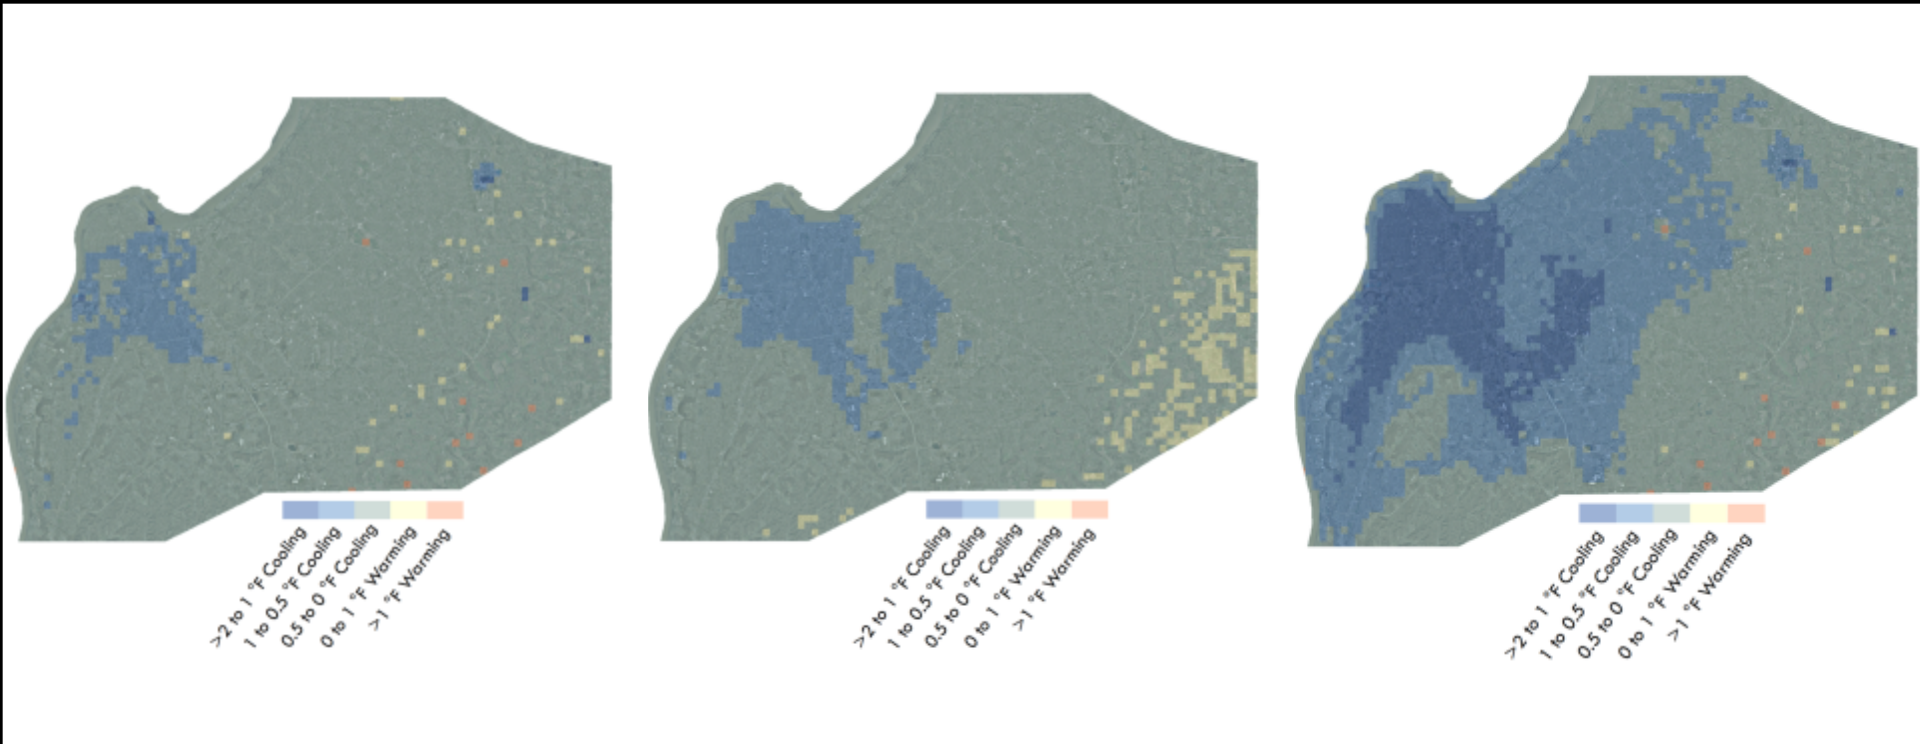 >2 to 1 °F Cooling
1 to 0.5 °F Cooling
0.5 to 0 °F Cooling
0 to 1 °F Warming
>1 °F Warming
>2 to 1 °F Cooling
1 to 0.5 °F Cooling
0.5 to 0 °F Cooling
0 to 1 °F Warming
>1 °F Warming
>2 to 1 °F Cooling
1 to 0.5 °F Cooling
0.5 to 0 °F Cooling
0 to 1 °F Warming
>1 °F Warming